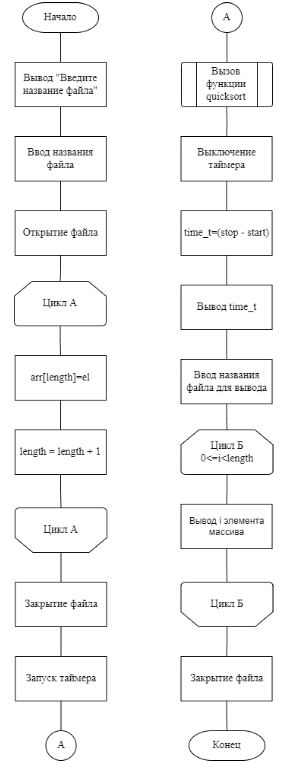 Начало
Вывод "Введите
название файла"
Ввод названия
файла
Открытие файла
Цикл А
arr[length]=el
length = length + 1
Цикл А
Закрытие файла
Запуск таймера
А
А
Вызов
функции
quicksort
Выключение
таймера
time_t=(stop - start)
Вывод time_t
Ввод названия
файла для вывода
Цикл Б
0<=i<length
Вывод i элемента
массива
Цикл Б
Закрытие файла
Конец